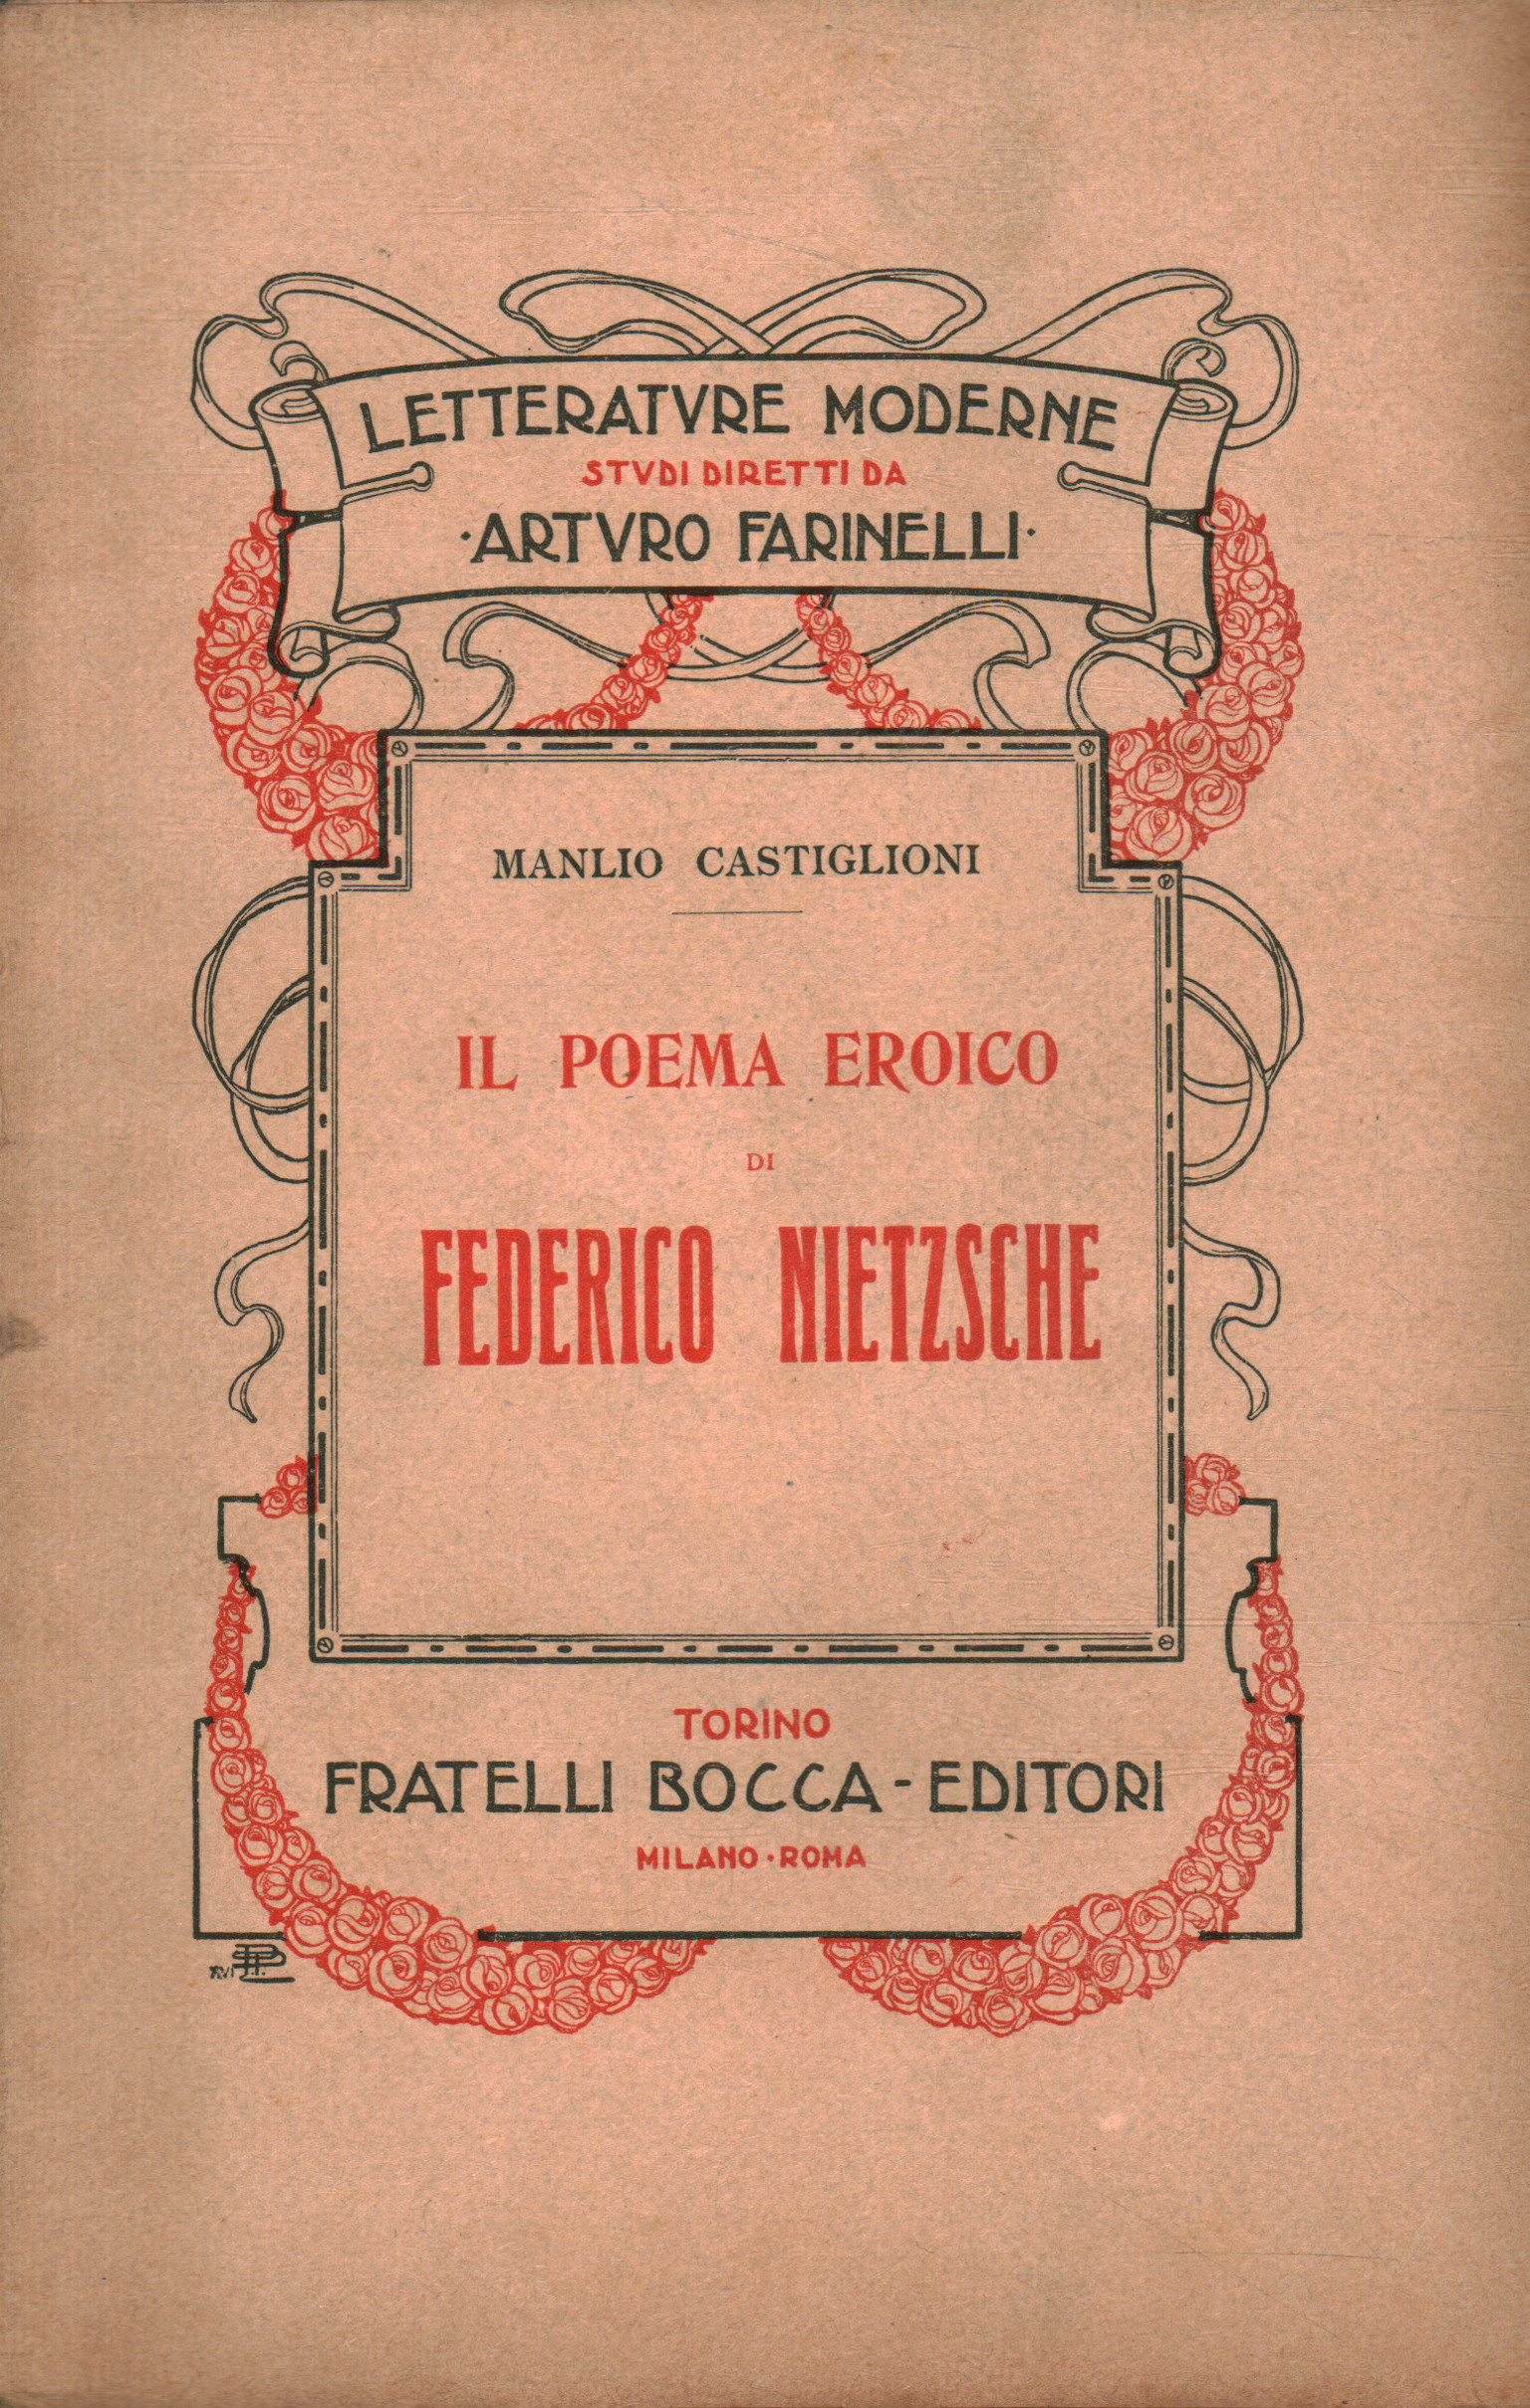 LETTERATVRE MODERNE
STVDI DIRETTI DA
·ARTVRO FARINELLI·
MANLIO CASTIGLIONI
IL POEMA EROICO
DI
FEDERICO NIETZSCHE
TORINO
FRATELLI BOCCA - EDITORI
MILANO · ROMA